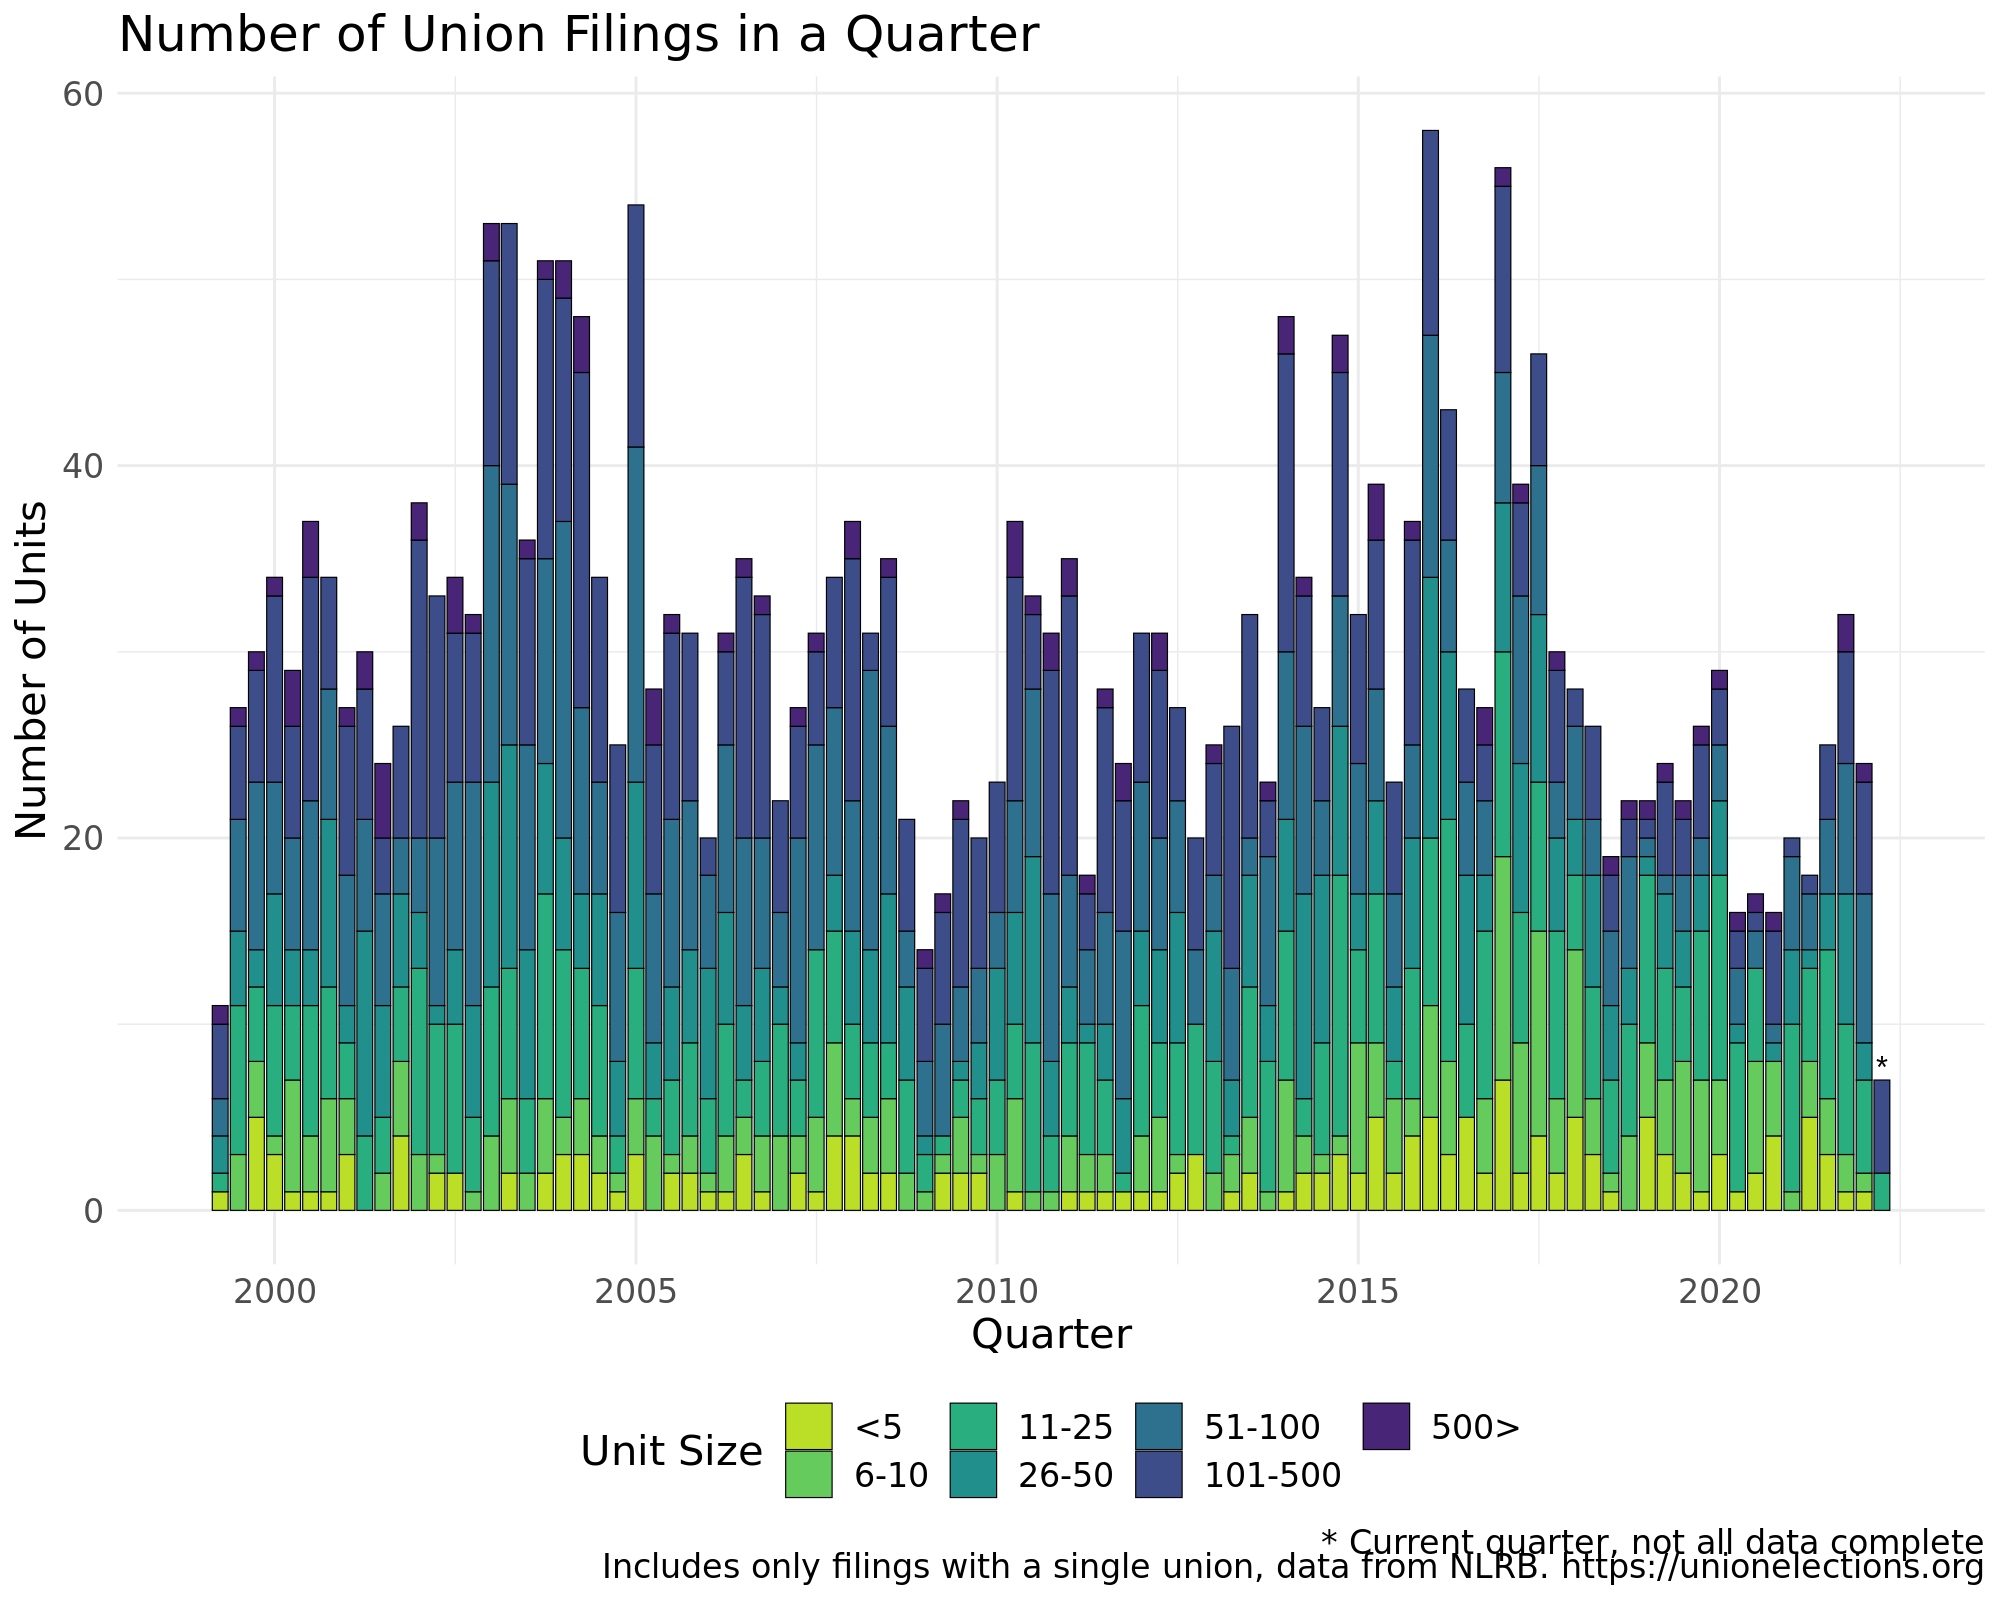 Number of Union Filings in a Quarter
Number of Units
60
40
20
0
*
2000 2005 2010 2015 2020
Quarter
Unit Size
<5 11-25 51-100 500>
6-10 26-50 101-500
* Current quarter, not all data complete
Includes only filings with a single union, data from NLRB. https://unionelections.org